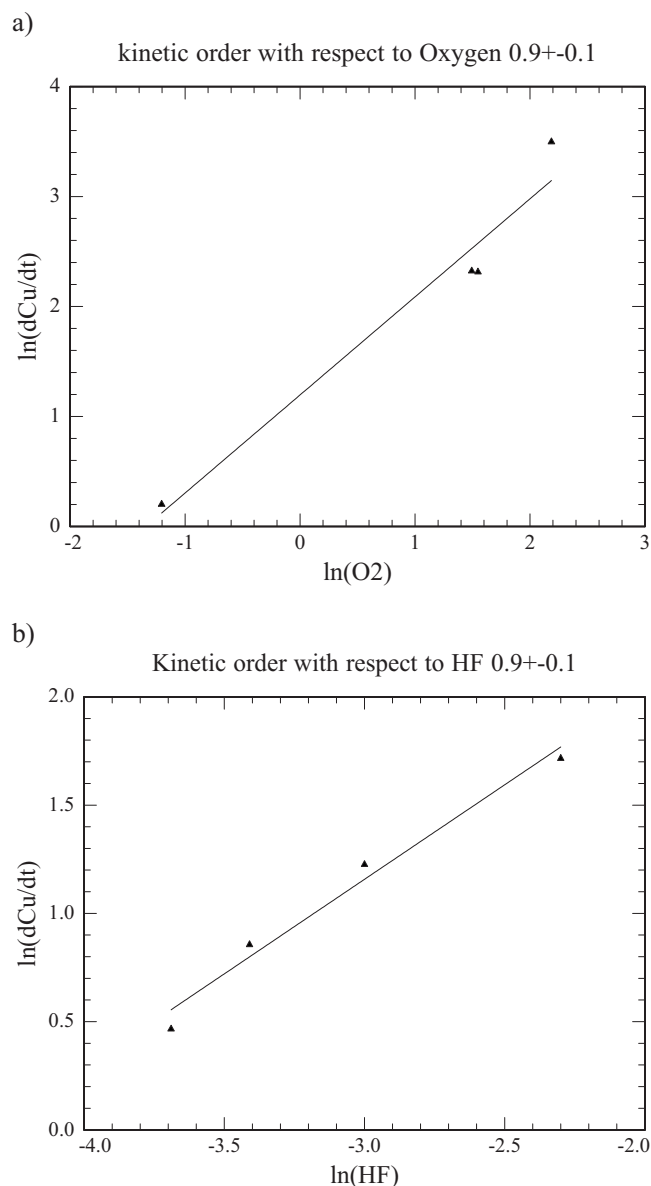 a)
kinetic order with respect to Oxygen 0.9+-0.1
4
3
2
1
0
ln(dCu/dt)
-2 -1 0 1 2 3
ln(O2)
b)
Kinetic order with respect to HF 0.9+-0.1
2.0
1.5
1.0
0.5
0.0
ln(dCu/dt)
-4.0 -3.5 -3.0 -2.5 -2.0
ln(HF)